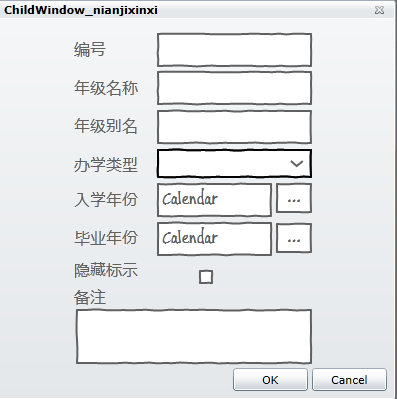 ChildWindow_nianjixinxi
编号
年级名称
年级别名
办学类型
入学年份 Calendar ...
毕业年份 Calendar ...
隐藏标示
备注
OK Cancel